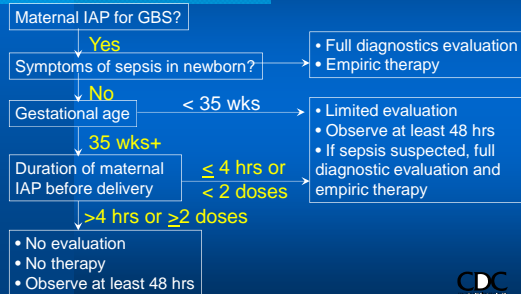 Maternal IAP for GBS?
Yes
Symptoms of sepsis in newborn?
• Full diagnostics evaluation
• Empiric therapy
No
Gestational age
< 35 wks
• Limited evaluation
• Observe at least 48 hrs
• If sepsis suspected, full
diagnostic evaluation and
empiric therapy
35 wks+
Duration of maternal
IAP before delivery
≤ 4 hrs or
< 2 doses
>4 hrs or ≥2 doses
• No evaluation
• No therapy
• Observe at least 48 hrs
CDC